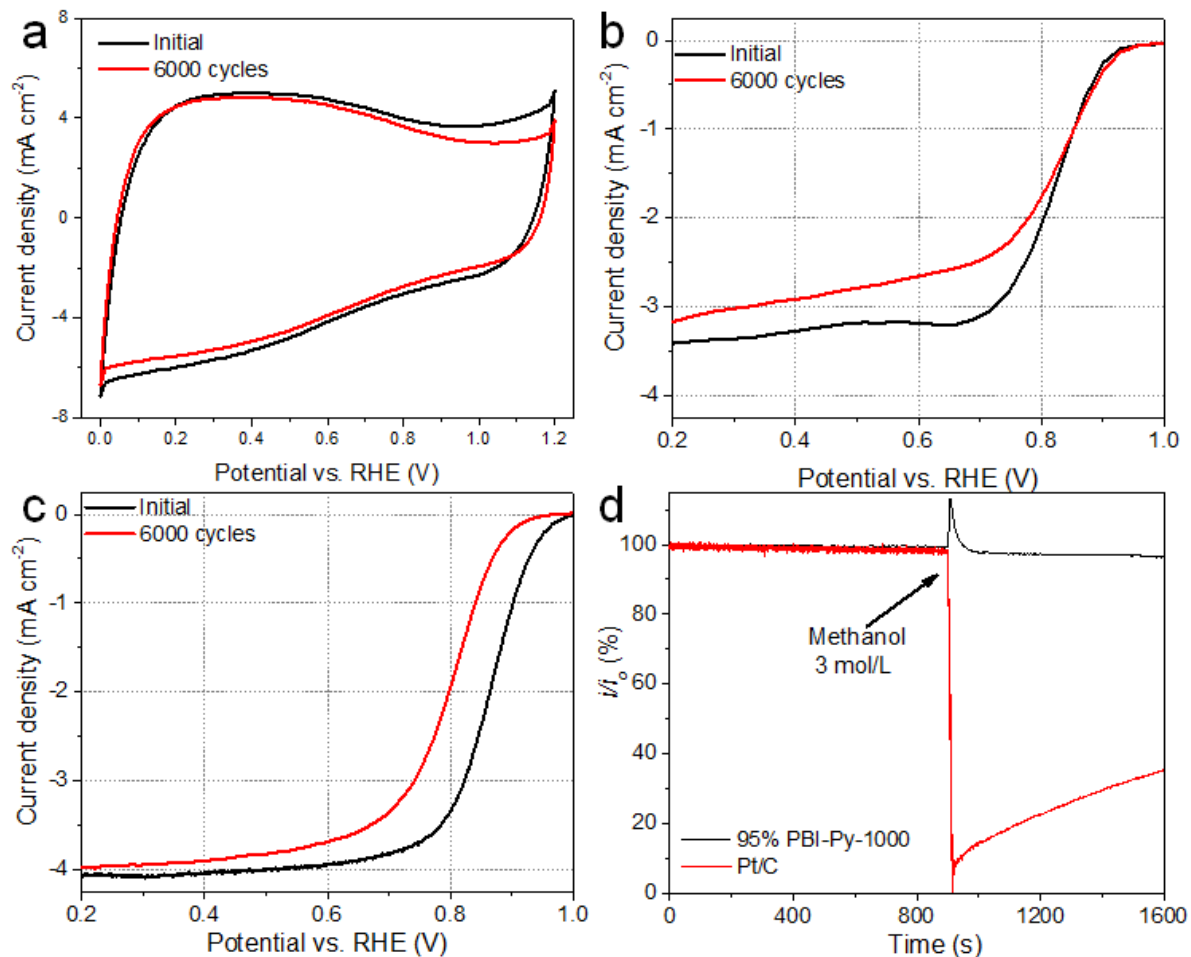 a
Initial
6000 cycles
Current density (mA cm-2)
8
4
0
-4
-8
0.0 0.2 0.4 0.6 0.8 1.0 1.2
Potential vs. RHE (V)
b
Initial
6000 cycles
Current density (mA cm-2)
0
-1
-2
-3
-4
0.2 0.4 0.6 0.8 1.0
Potential vs. RHE (V)
c
Initial
6000 cycles
Current density (mA cm-2)
0
-1
-2
-3
-4
0.2 0.4 0.6 0.8 1.0
Potential vs. RHE (V)
d
i/io (%)
100
80
60
40
20
0
Methanol
3 mol/L
95% PBI-Py-1000
Pt/C
0 400 800 1200 1600
Time (s)